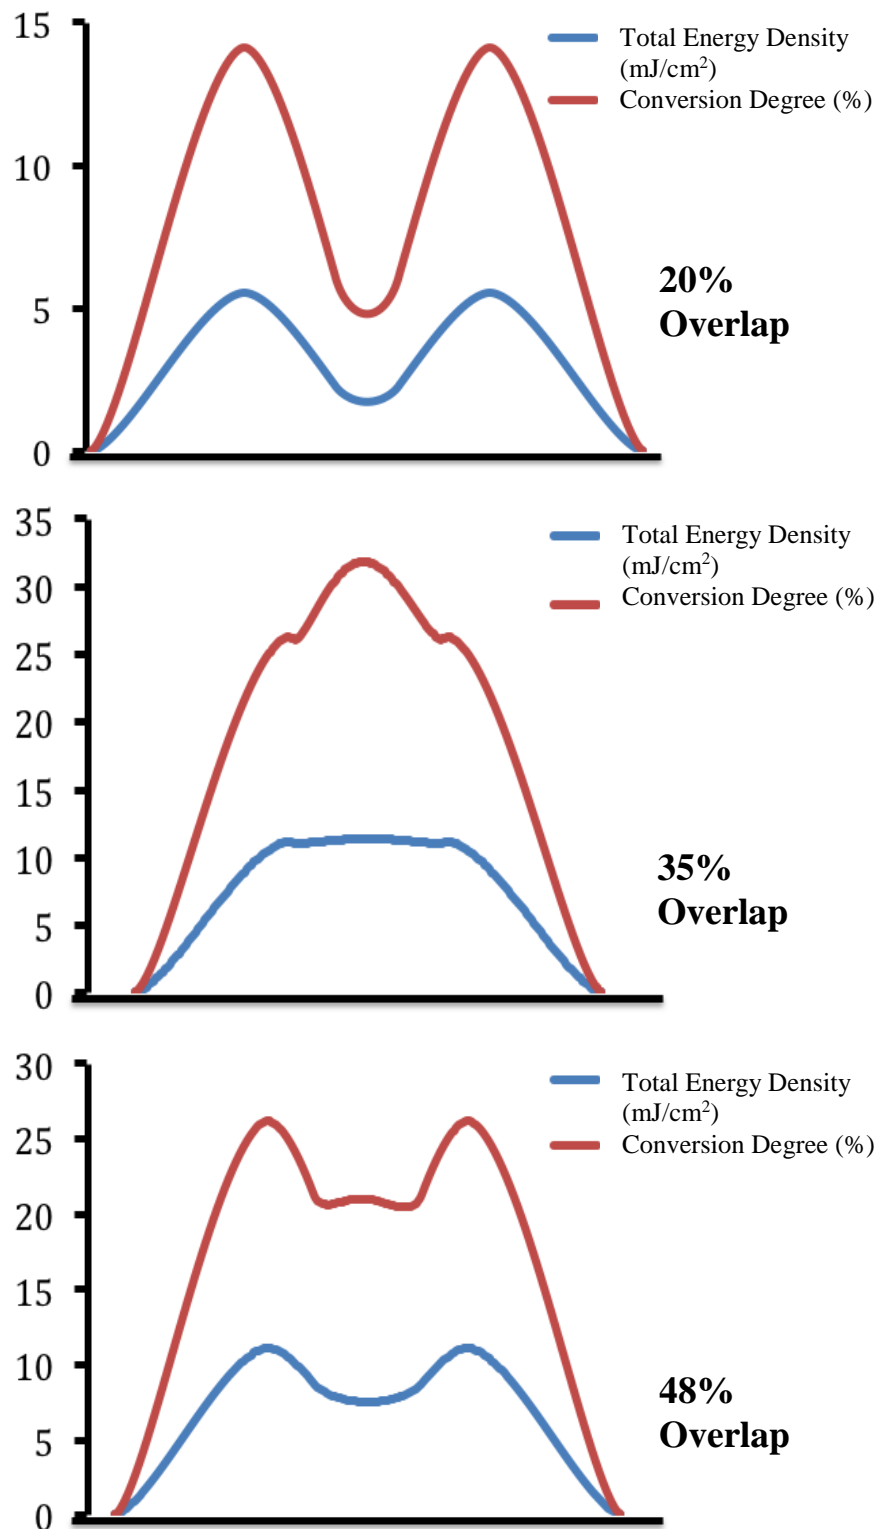 15
10
5
0
Total Energy Density
(mJ/cm²)
Conversion Degree (%)
20%
Overlap
35
30
25
20
15
10
5
0
Total Energy Density
(mJ/cm²)
Conversion Degree (%)
35%
Overlap
30
25
20
15
10
5
0
Total Energy Density
(mJ/cm²)
Conversion Degree (%)
48%
Overlap